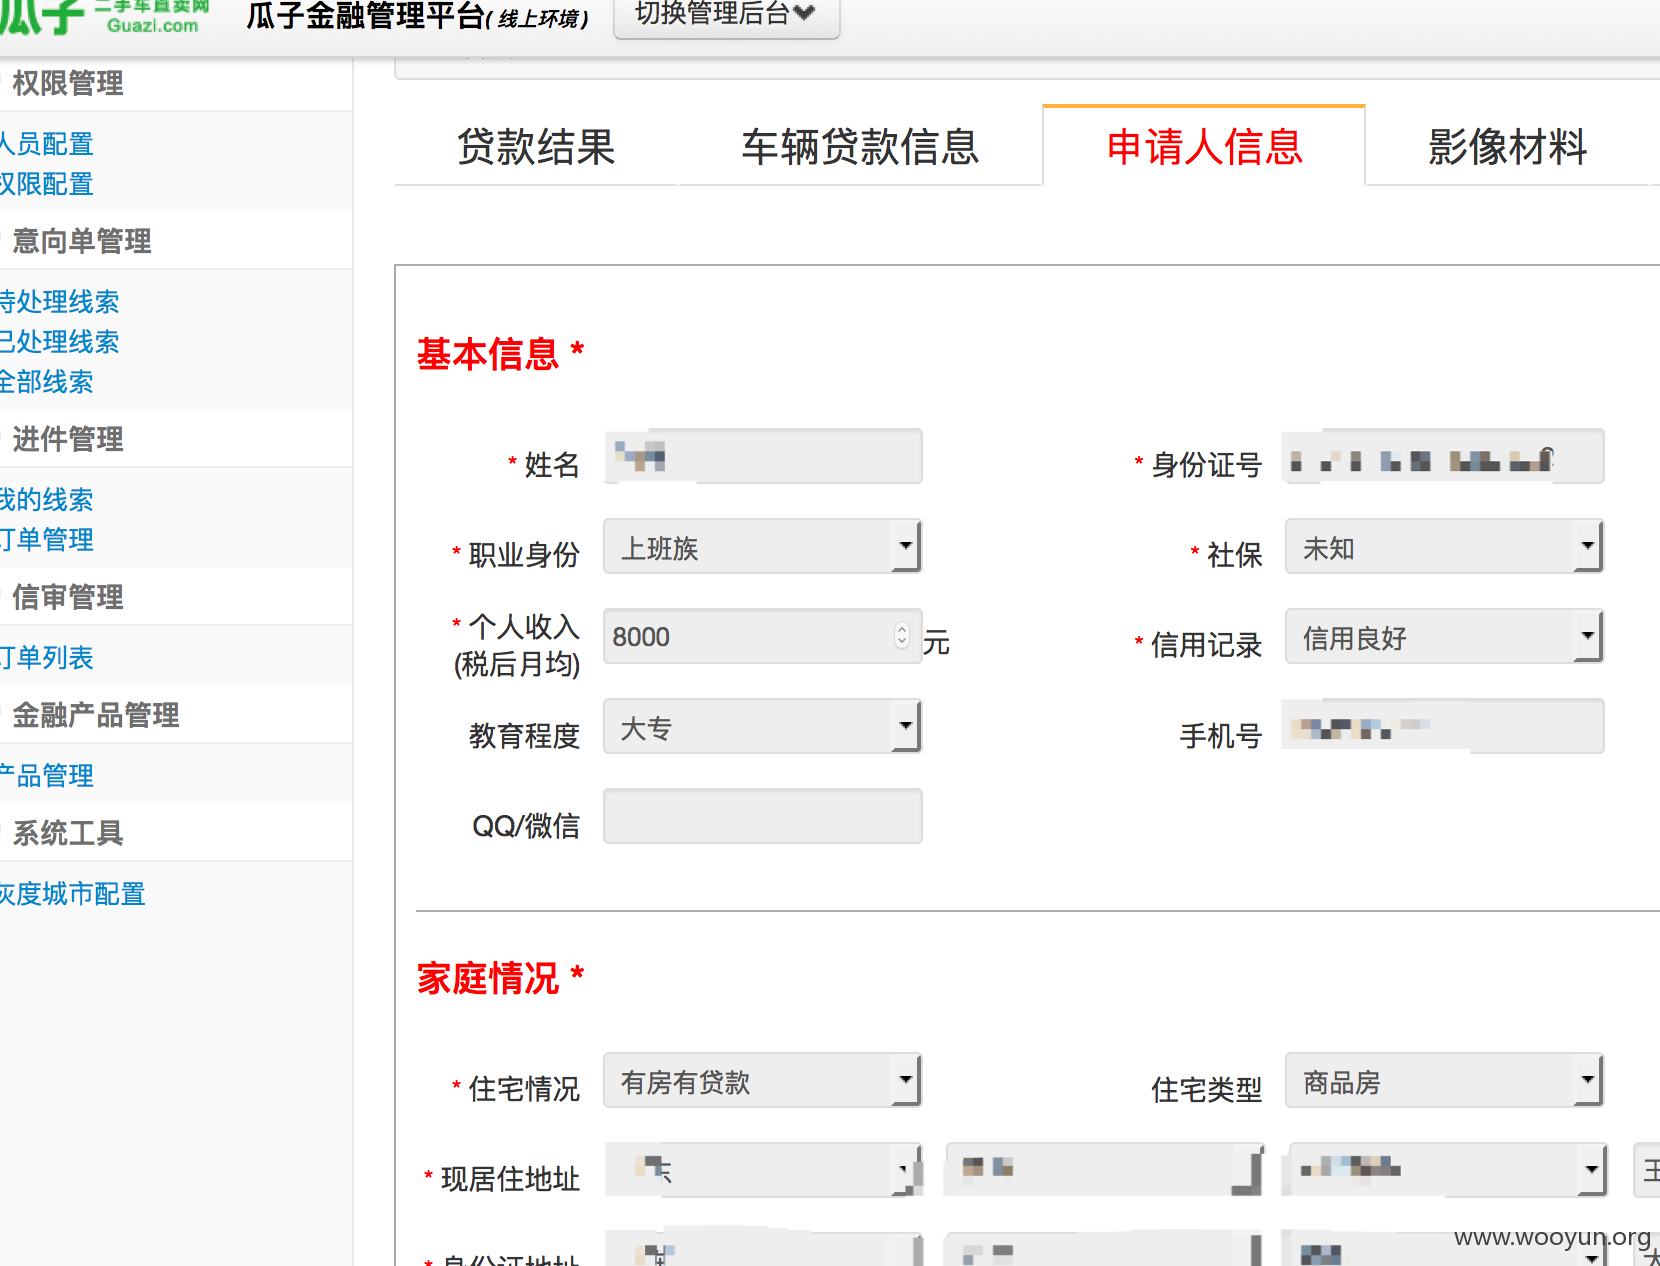 瓜子 二手车直卖网
Guazi.com
瓜子金融管理平台(线上环境)
切换管理后台
权限管理
人员配置
权限配置
意向单管理
待处理线索
已处理线索
全部线索
进件管理
我的线索
订单管理
信审管理
订单列表
金融产品管理
产品管理
系统工具
灰度城市配置
贷款结果 车辆贷款信息 申请人信息 影像材料
基本信息 *
* 姓名
* 身份证号
* 职业身份 上班族
* 社保 未知
* 个人收入
(税后月均) 8000 元
* 信用记录 信用良好
教育程度 大专
手机号
QQ/微信
家庭情况 *
* 住宅情况 有房有贷款
住宅类型 商品房
* 现居住地址
* 身份证地址
www.wooyun.org